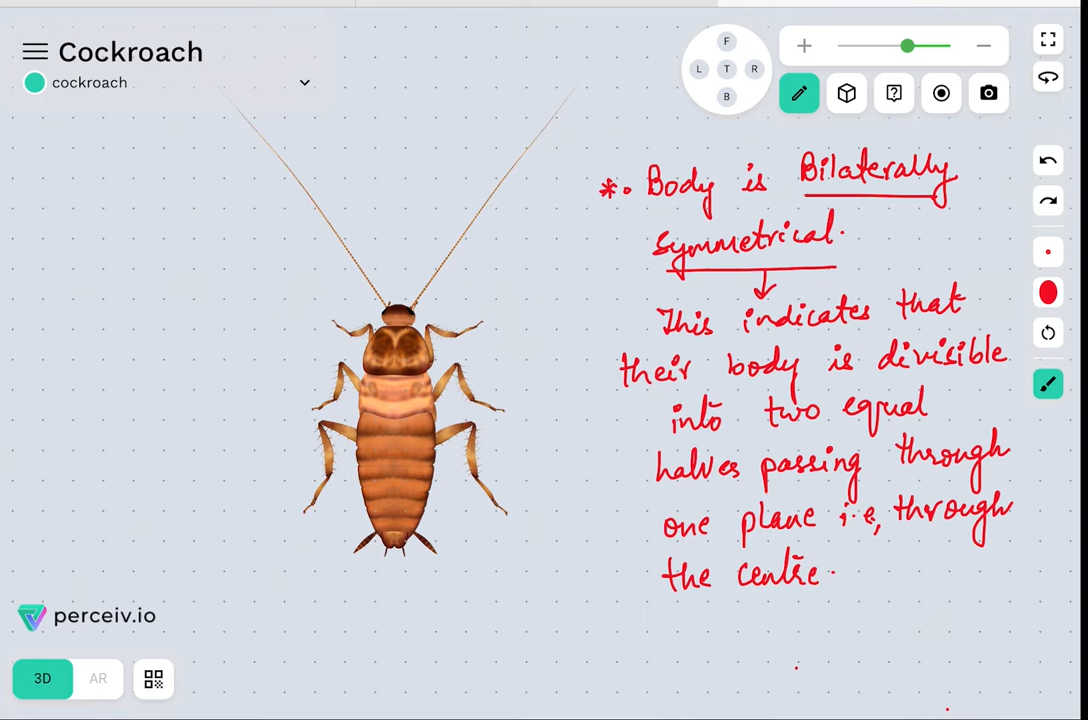 Cockroach
cockroach
F
L T R
B
*. Body is Bilaterally
Symmetrical.
This indicates that
their body is divisible
into two equal
halves passing through
one plane i.e, through
the centre.
perceiv.io
3D AR